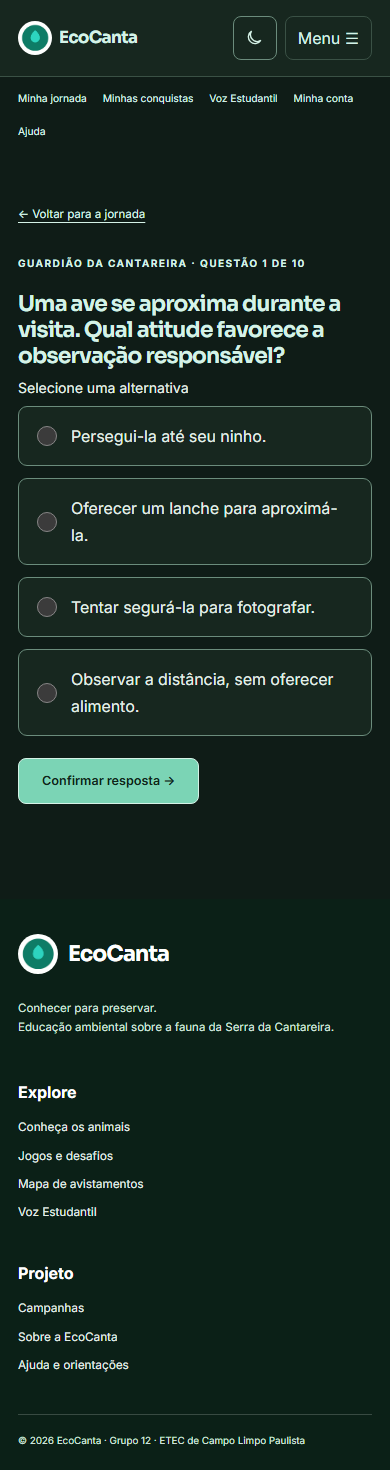 EcoCanta
Menu ☰
Minha jornada Minhas conquistas Voz Estudantil Minha conta
Ajuda
← Voltar para a jornada
GUARDIÃO DA CANTAREIRA · QUESTÃO 1 DE 10
Uma ave se aproxima durante a
visita. Qual atitude favorece a
observação responsável?
Selecione uma alternativa
Persegui-la até seu ninho.
Oferecer um lanche para aproximá-
la.
Tentar segurá-la para fotografar.
Observar a distância, sem oferecer
alimento.
Confirmar resposta →
EcoCanta
Conhecer para preservar.
Educação ambiental sobre a fauna da Serra da Cantareira.
Explore
Conheça os animais
Jogos e desafios
Mapa de avistamentos
Voz Estudantil
Projeto
Campanhas
Sobre a EcoCanta
Ajuda e orientações
© 2026 EcoCanta · Grupo 12 · ETEC de Campo Limpo Paulista